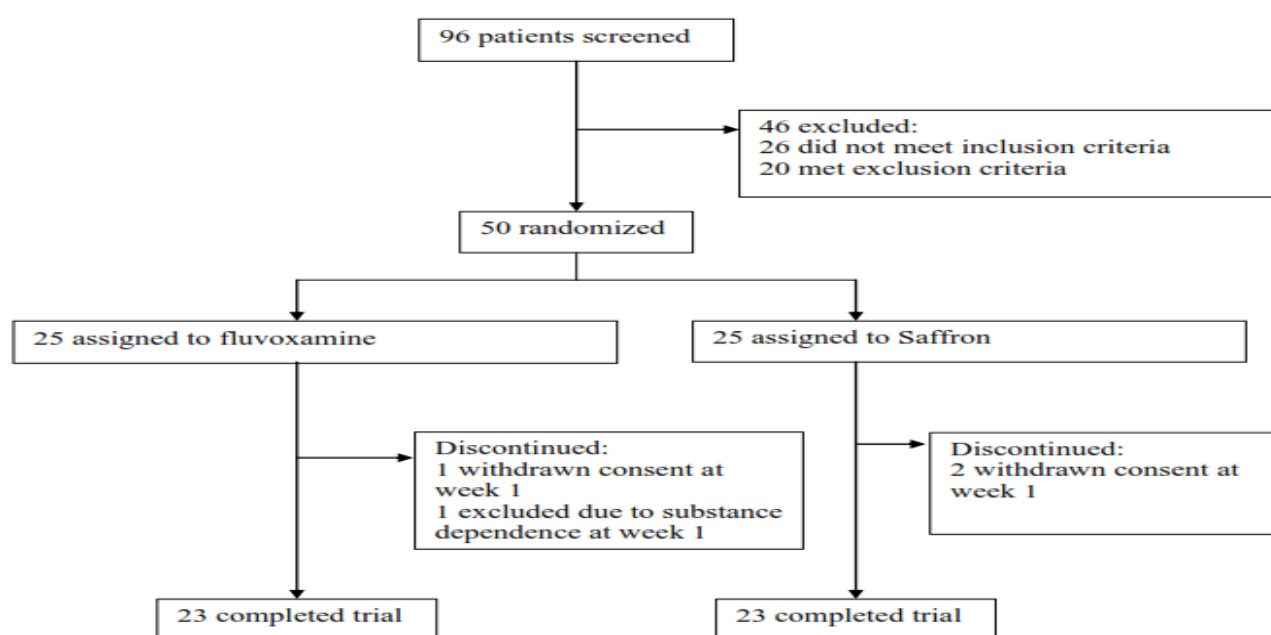 96 patients screened
46 excluded:
26 did not meet inclusion criteria
20 met exclusion criteria
50 randomized
25 assigned to fluvoxamine
25 assigned to Saffron
Discontinued:
1 withdrawn consent at
week 1
1 excluded due to substance
dependence at week 1
Discontinued:
2 withdrawn consent at
week 1
23 completed trial
23 completed trial